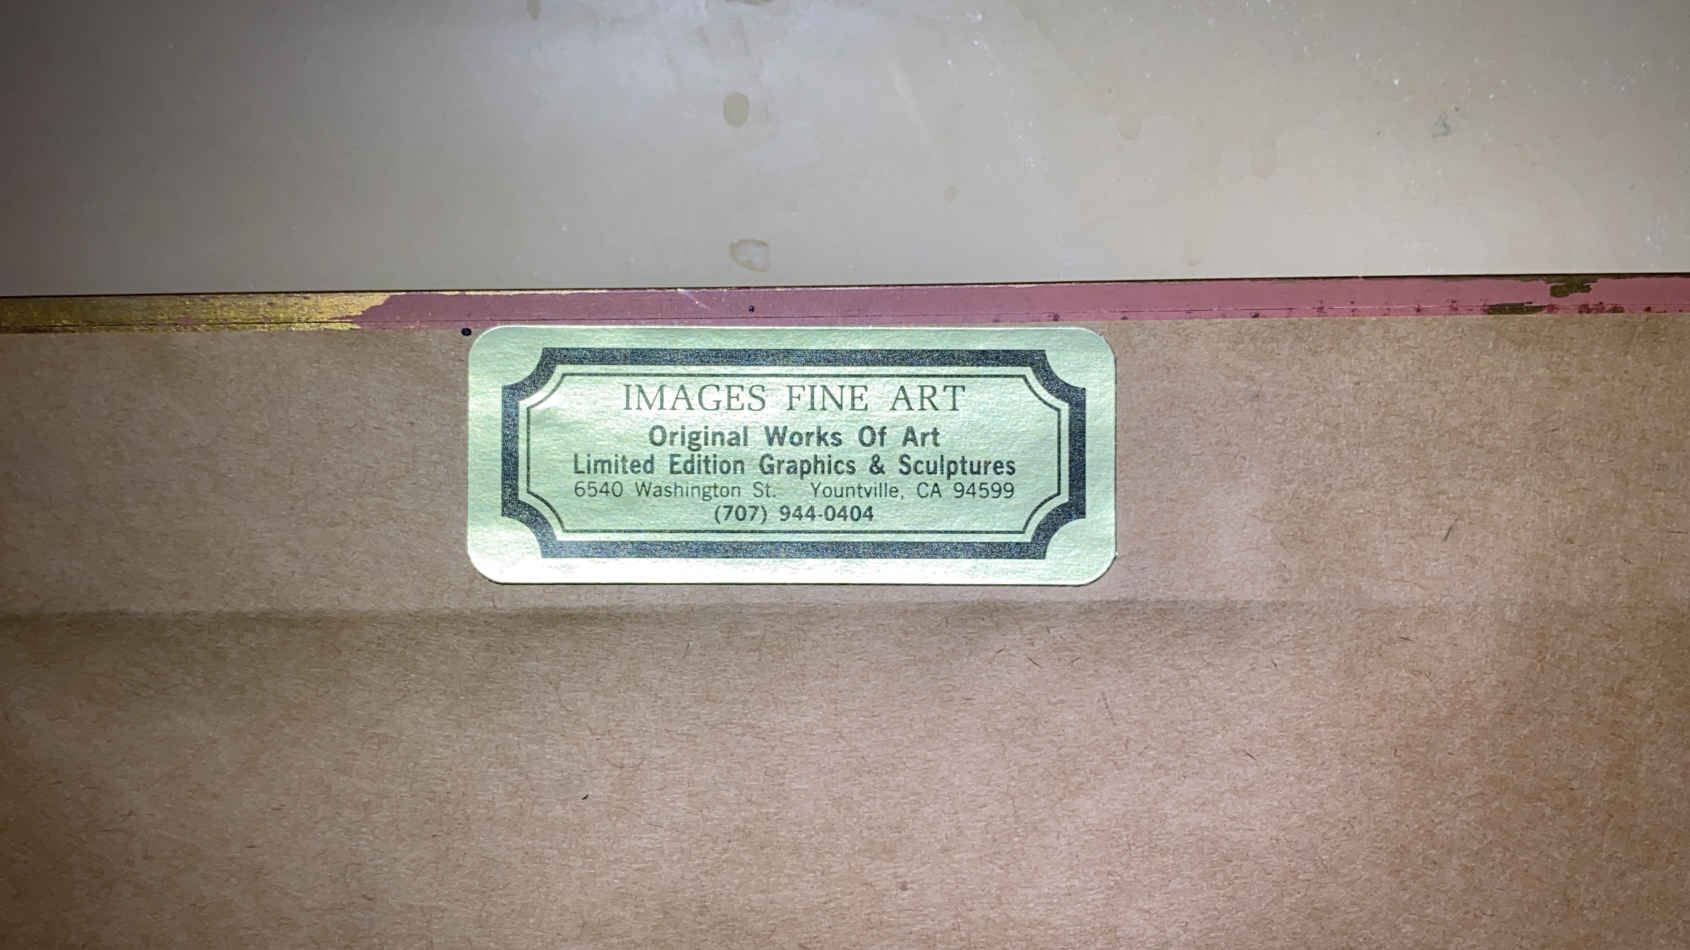 IMAGES FINE ART
Original Works Of Art
Limited Edition Graphics & Sculptures
6540 Washington St. Yountville, CA 94599
(707) 944-0404